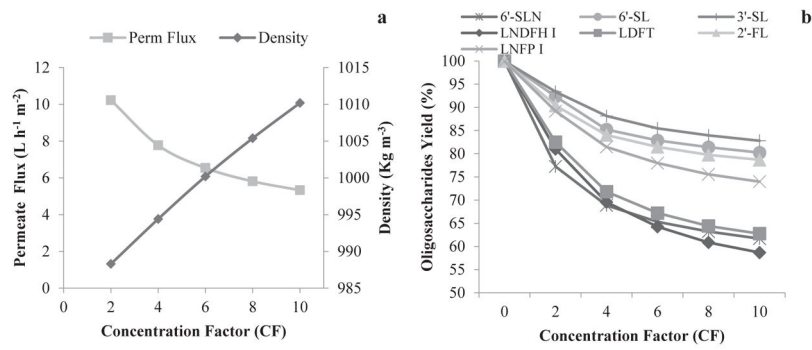 a
Perm Flux Density
12
10
8
6
4
2
0
Permeate Flux (L h-1 m-2)
1015
1010
1005
1000
995
990
985
Density (Kg m-3)
0 2 4 6 8 10
Concentration Factor (CF)
b
6'-SLN 6'-SL 3'-SL
LNDFH I LDFT 2'-FL
LNFP I
100
95
90
85
80
75
70
65
60
55
50
Oligosaccharides Yield (%)
0 2 4 6 8 10
Concentration Factor (CF)